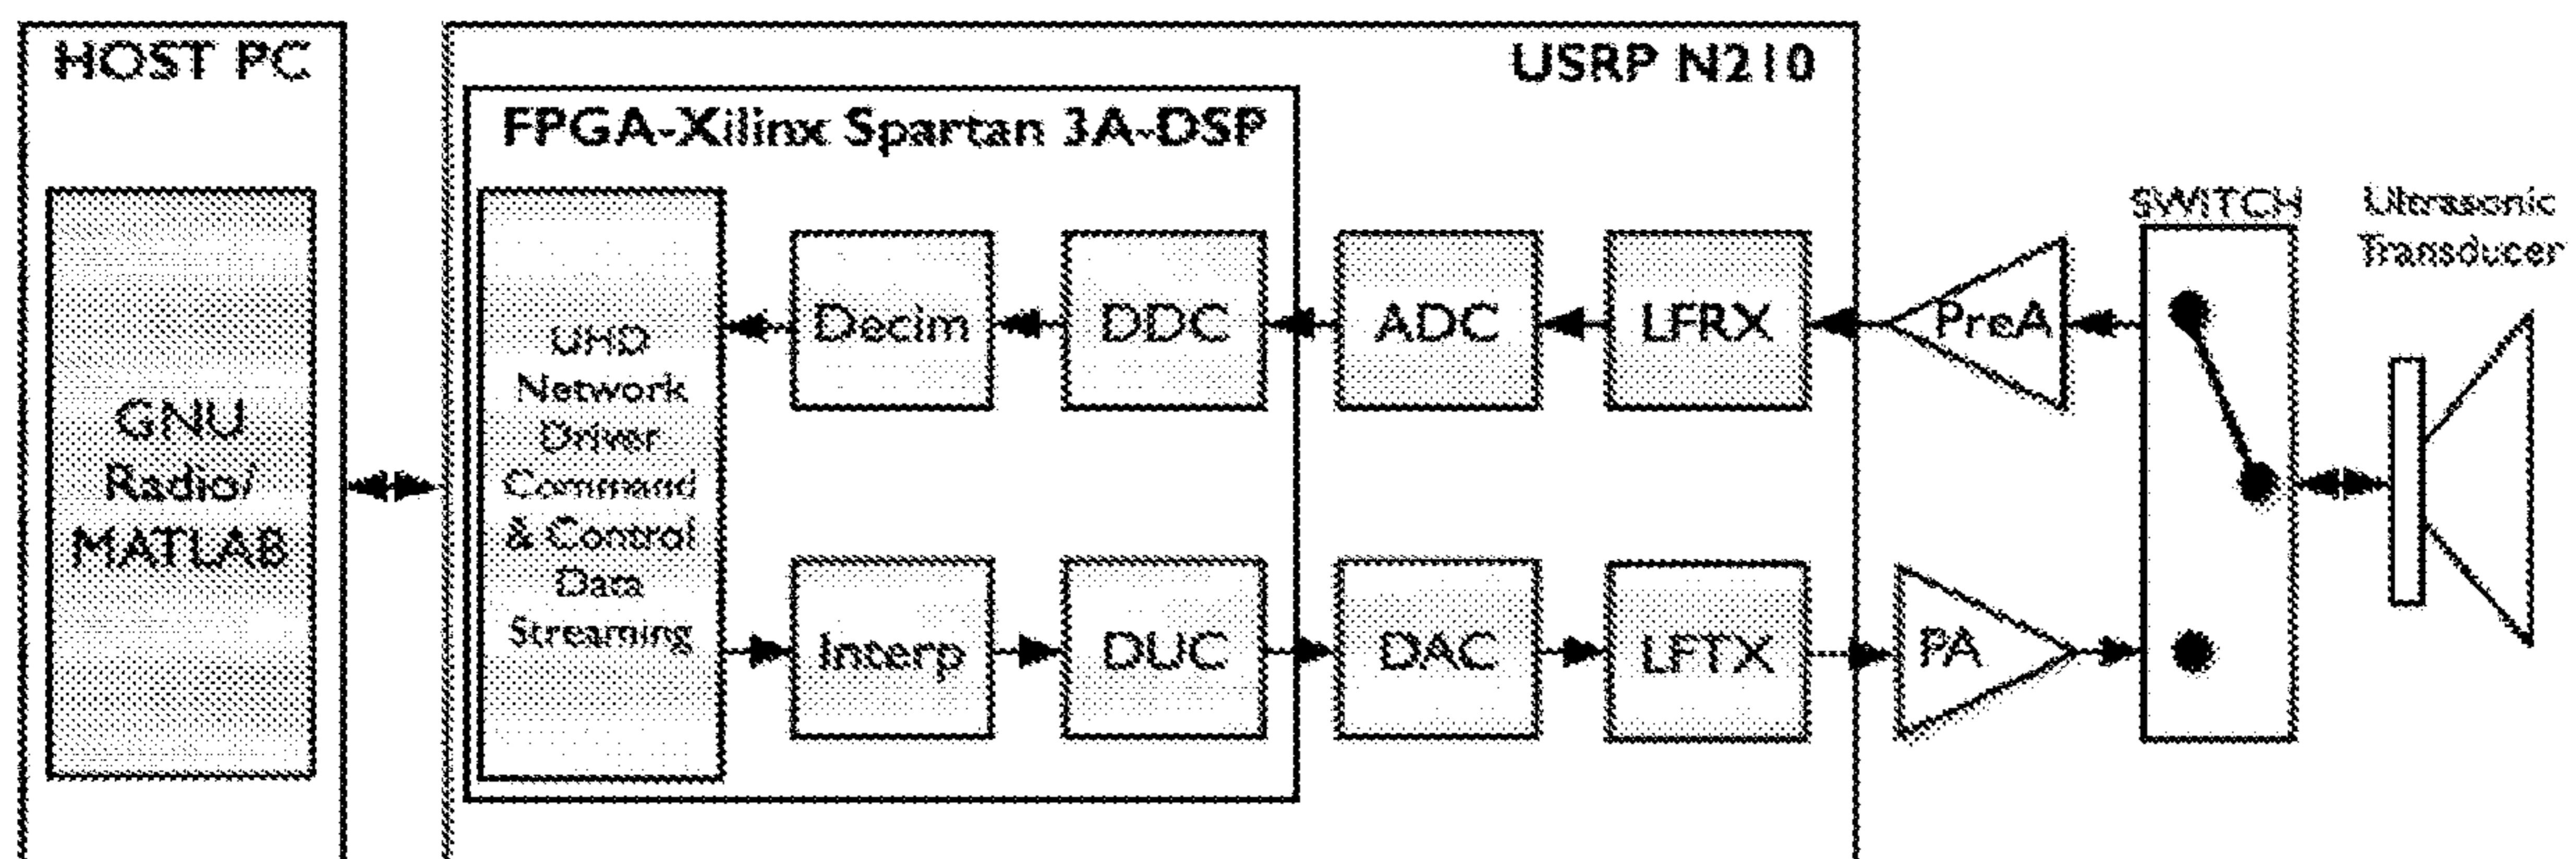 HOST PC
USRP N210
FPGA-Xilinx Spartan 3A-DSP
SWITCH
Ultrasonic
Transducer
GNU
Radio/
MATLAB
UHD
Network
Driver
Command
& Control
Data
Streaming
Decim
DDC
ADC
LFRX
PreA
Interp
DUC
DAC
LFTX
PA